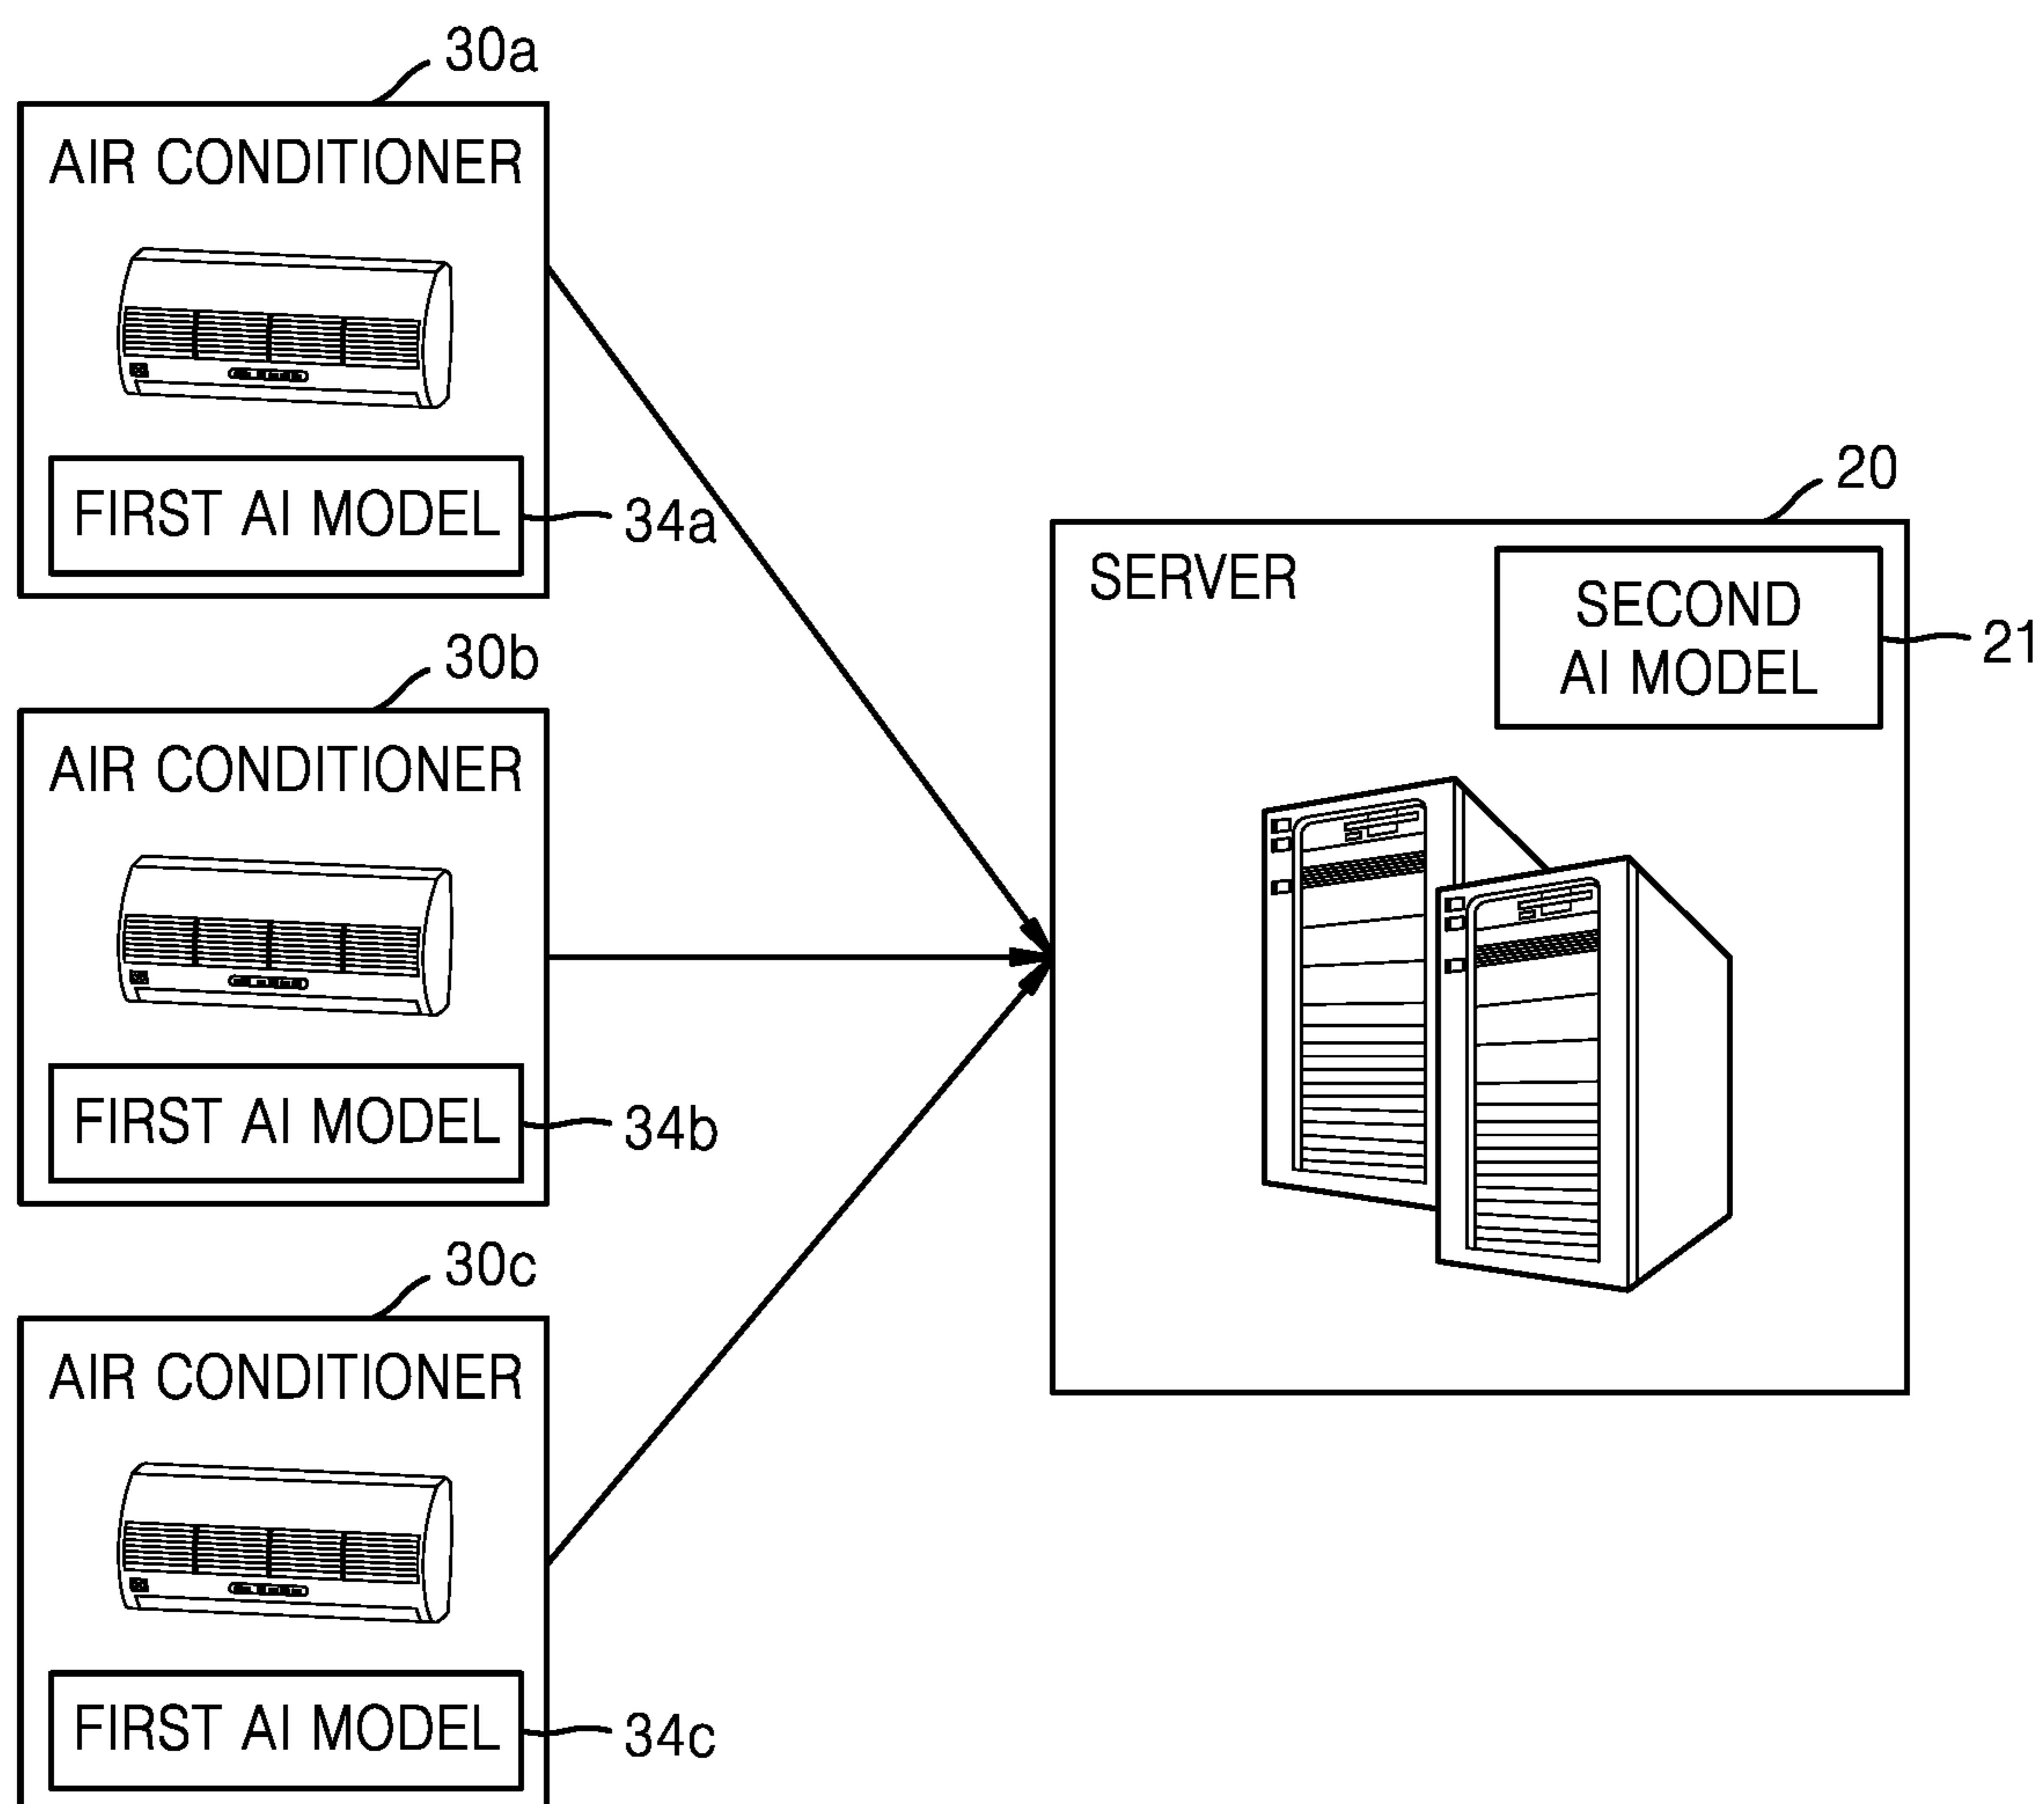 30a
AIR CONDITIONER
FIRST AI MODEL
34a
30b
AIR CONDITIONER
FIRST AI MODEL
34b
30c
AIR CONDITIONER
FIRST AI MODEL
34c
20
SERVER
SECOND
AI MODEL
21